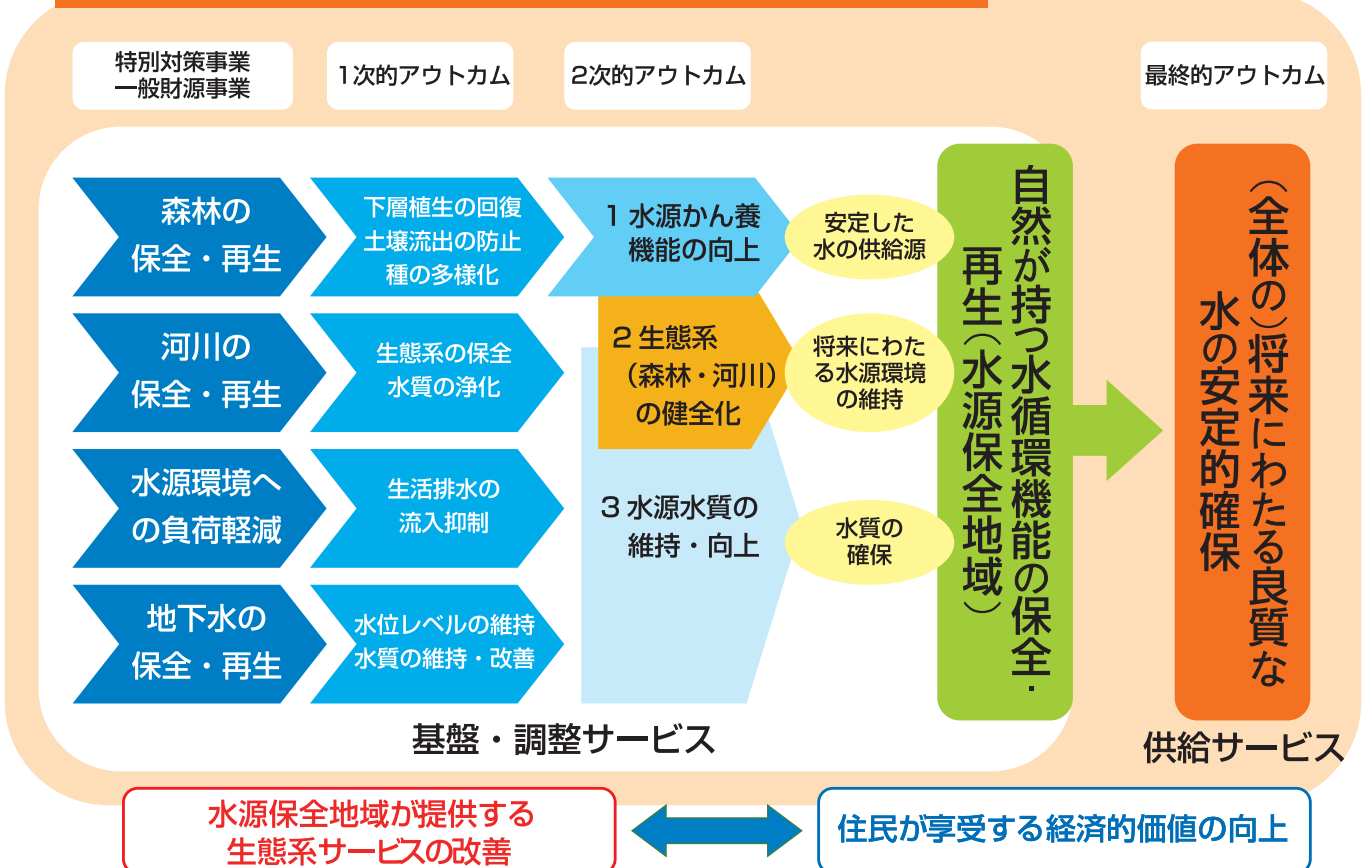 特別対策事業
一般財源事業
1次的アウトカム
2次的アウトカム
最終的アウトカム
森林の
保全・再生
下層植生の回復
土壌流出の防止
種の多様化
1 水源かん養
機能の向上
安定した
水の供給源
河川の
保全・再生
生態系の保全
水質の浄化
2 生態系
（森林・河川）
の健全化
将来にわた
る水源環境
の維持
水源環境へ
の負荷軽減
生活排水の
流入抑制
3 水源水質の
維持・向上
水質の
確保
地下水の
保全・再生
水位レベルの維持
水質の維持・改善
自然が持つ水循環機能の保全・
再生（水源保全地域）
（全体の）将来にわたる良質な
水の安定的確保
基盤・調整サービス
供給サービス
水源保全地域が提供する
生態系サービスの改善
住民が享受する経済的価値の向上